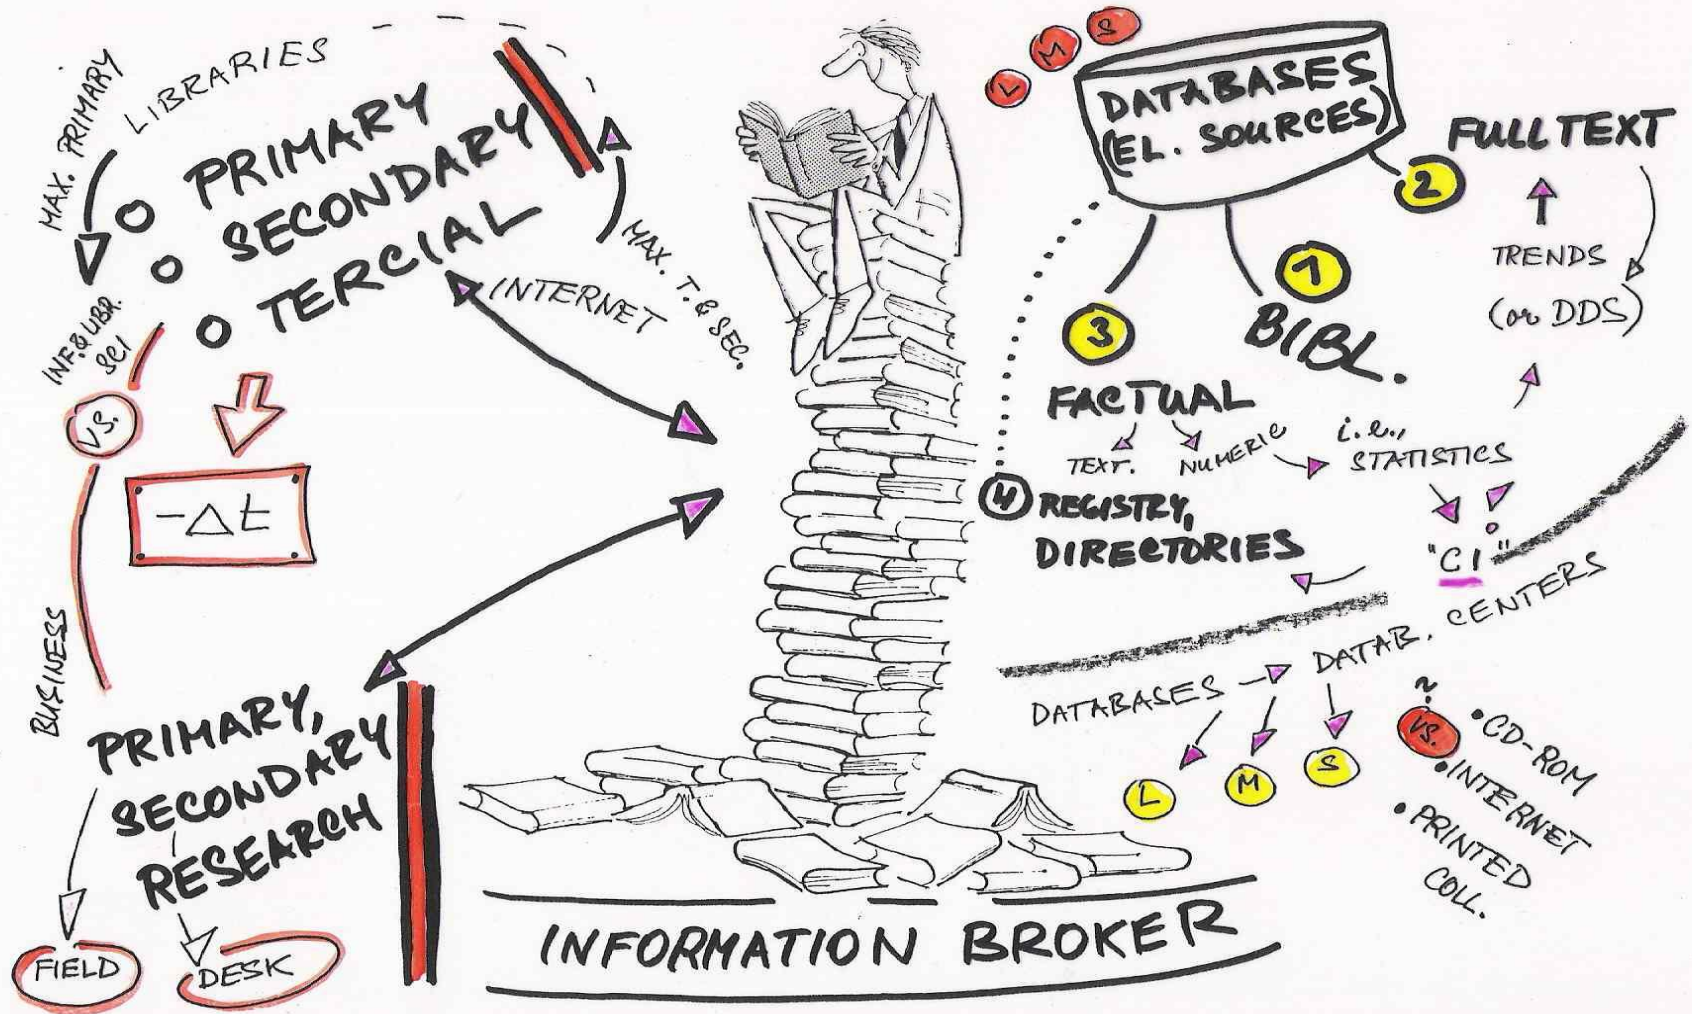 LIBRARIES
MAX. PRIMARY
PRIMARY
SECONDARY
TERCIAL
INTERNET
MAX. T. & SEC.
INF. & LIBR.
SCI
VS.
-Δt
BUSINESS
PRIMARY,
SECONDARY
RESEARCH
FIELD
DESK
INFORMATION BROKER
L M S
DATABASES
(EL. SOURCES)
2
FULLTEXT
TRENDS
(or DDS)
1
BIBL.
3
FACTUAL
TEXT.
NUMERIC
i.e.,
STATISTICS
4 REGISTRY,
DIRECTORIES
"CI"
DATABASES
DATAB. CENTERS
L M S
VS.
• CD-ROM
• INTERNET
• PRINTED
COLL.